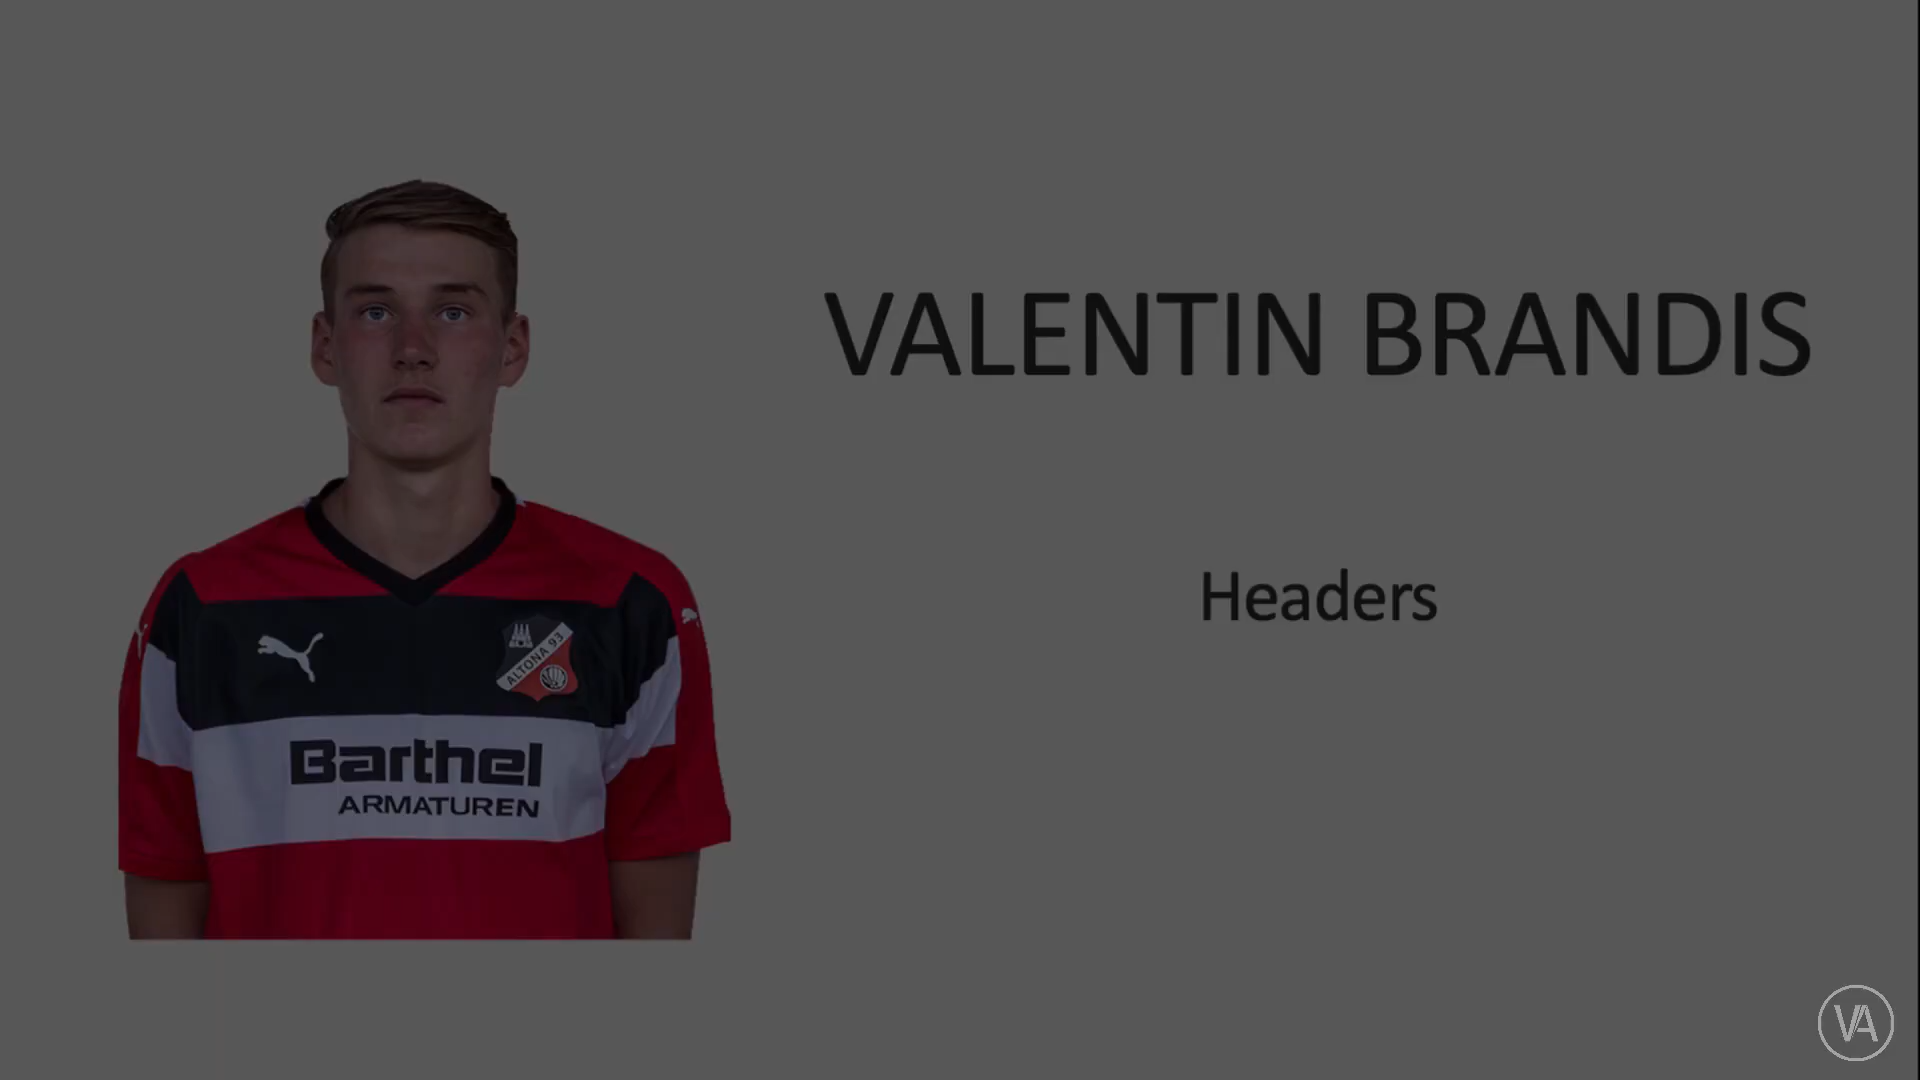 VALENTIN BRANDIS
Headers
ALTONA 93
Barthel
ARMATUREN
VA